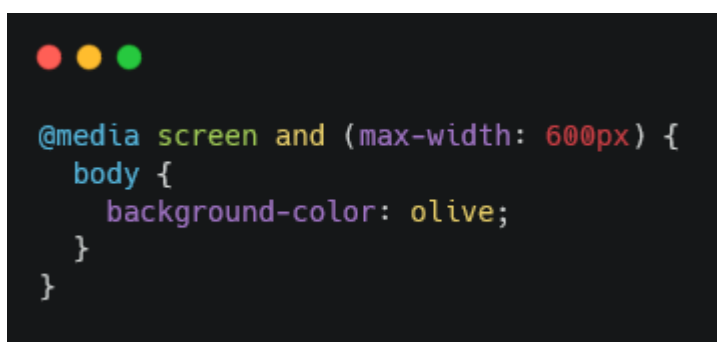 @media screen and (max-width: 600px) {
body {
background-color: olive;
}
}